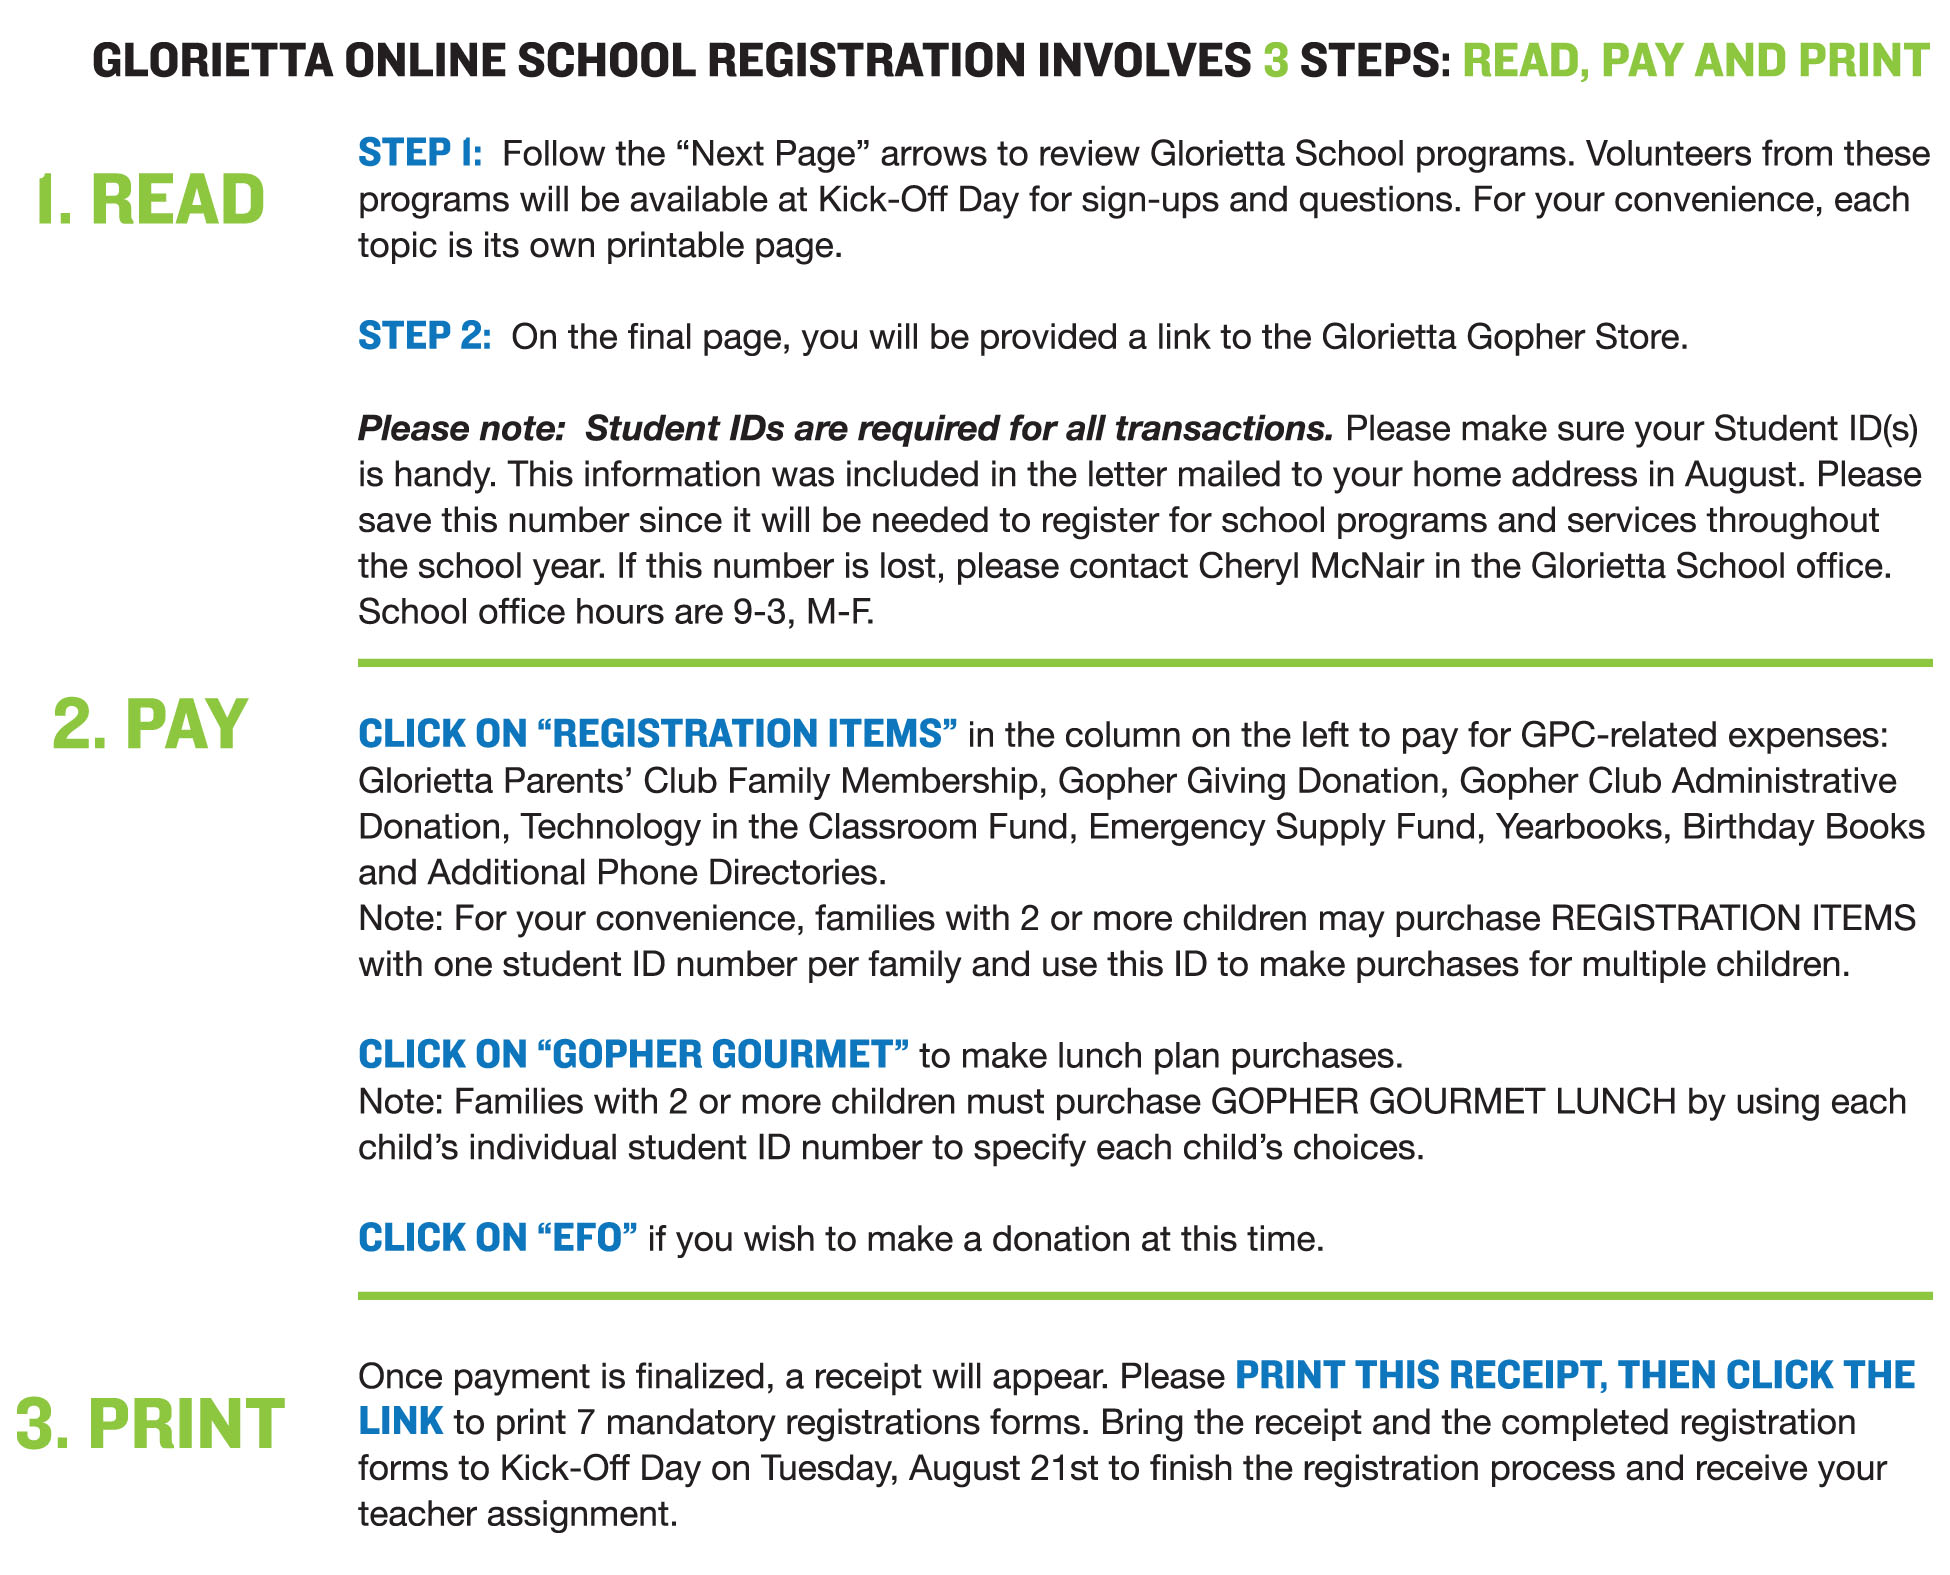 GLORIETTA ONLINE SCHOOL REGISTRATION INVOLVES 3 STEPS: READ, PAY AND PRINT
1. READ
STEP 1: Follow the “Next Page” arrows to review Glorietta School programs. Volunteers from these
programs will be available at Kick-Off Day for sign-ups and questions. For your convenience, each
topic is its own printable page.
STEP 2: On the final page, you will be provided a link to the Glorietta Gopher Store.
Please note: Student IDs are required for all transactions. Please make sure your Student ID(s)
is handy. This information was included in the letter mailed to your home address in August. Please
save this number since it will be needed to register for school programs and services throughout
the school year. If this number is lost, please contact Cheryl McNair in the Glorietta School office.
School office hours are 9-3, M-F.
2. PAY
CLICK ON “REGISTRATION ITEMS” in the column on the left to pay for GPC-related expenses:
Glorietta Parents’ Club Family Membership, Gopher Giving Donation, Gopher Club Administrative
Donation, Technology in the Classroom Fund, Emergency Supply Fund, Yearbooks, Birthday Books
and Additional Phone Directories.
Note: For your convenience, families with 2 or more children may purchase REGISTRATION ITEMS
with one student ID number per family and use this ID to make purchases for multiple children.
CLICK ON “GOPHER GOURMET” to make lunch plan purchases.
Note: Families with 2 or more children must purchase GOPHER GOURMET LUNCH by using each
child’s individual student ID number to specify each child’s choices.
CLICK ON “EFO” if you wish to make a donation at this time.
3. PRINT
Once payment is finalized, a receipt will appear. Please PRINT THIS RECEIPT, THEN CLICK THE
LINK to print 7 mandatory registrations forms. Bring the receipt and the completed registration
forms to Kick-Off Day on Tuesday, August 21st to finish the registration process and receive your
teacher assignment.